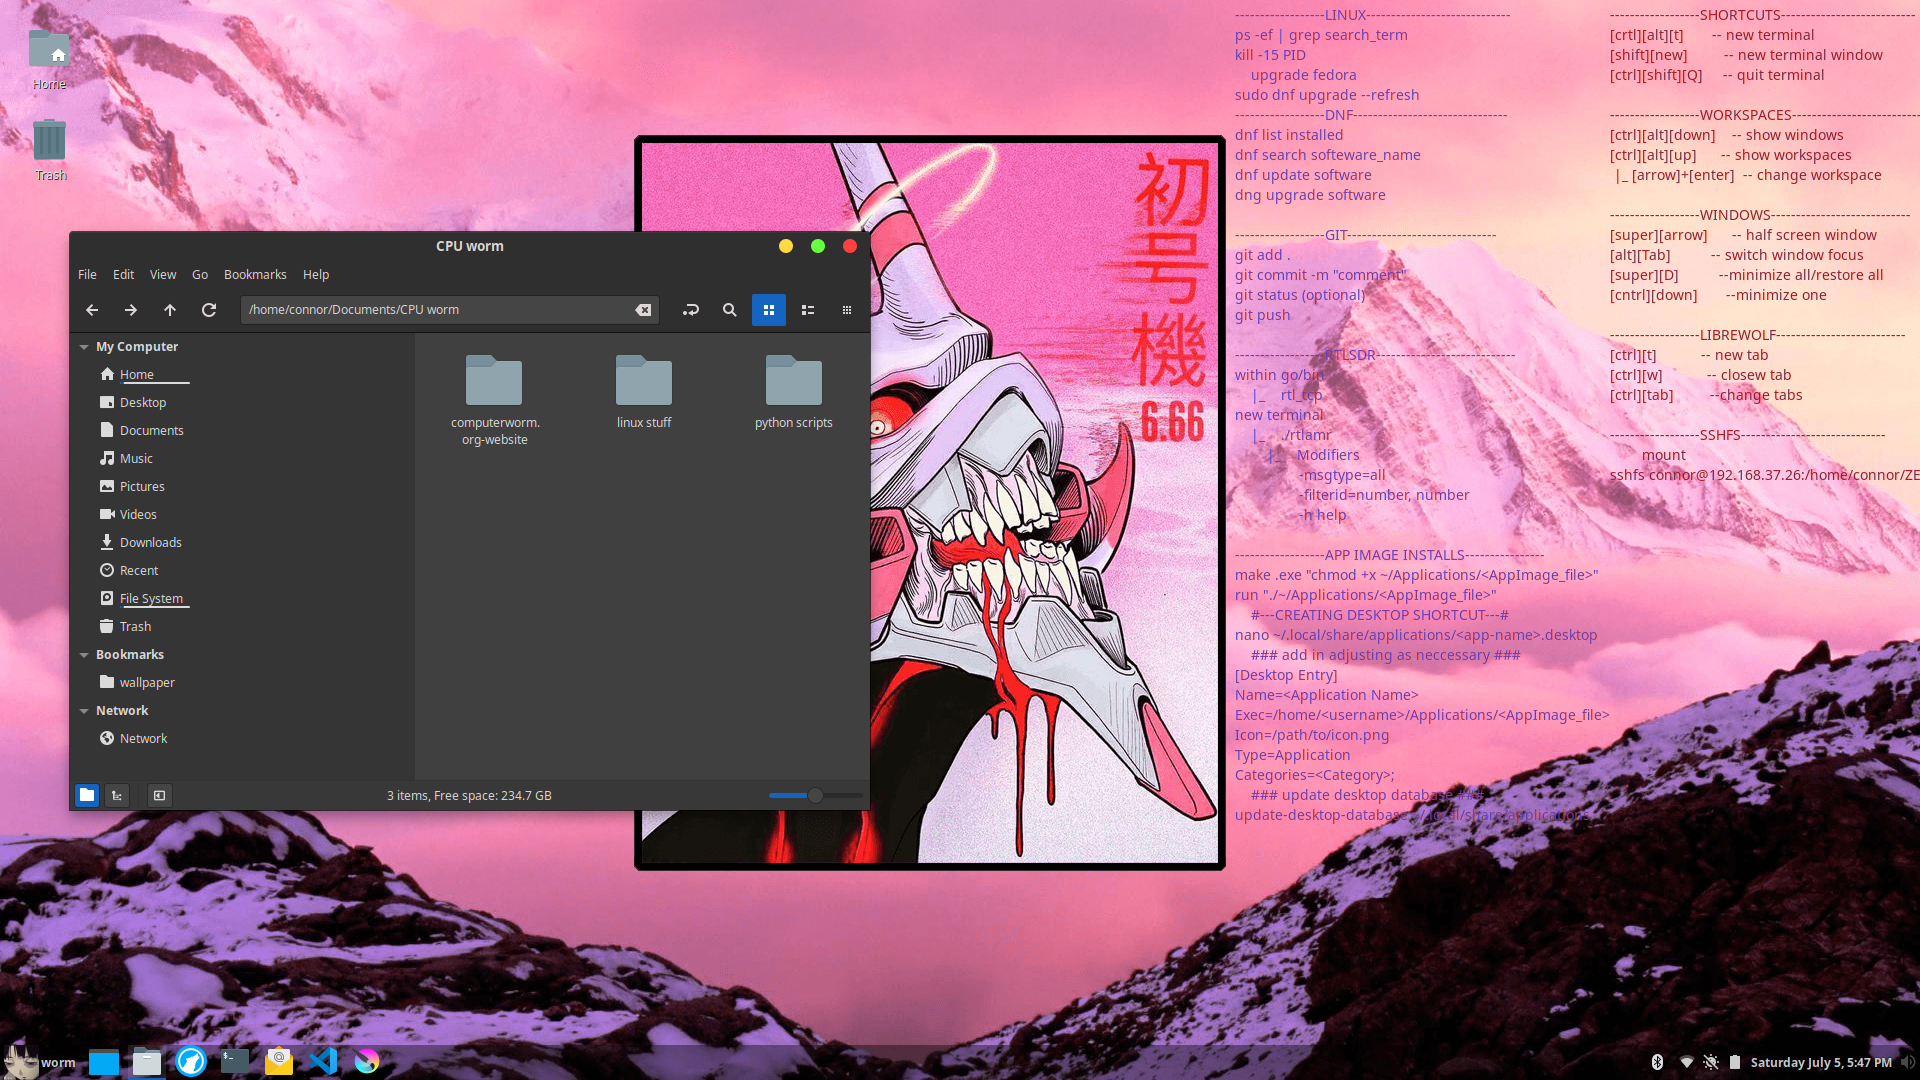 Home
Trash
CPU worm
File Edit View Go Bookmarks Help
/home/connor/Documents/CPU worm
My Computer
Home
Desktop
Documents
Music
Pictures
Videos
Downloads
Recent
File System
Trash
Bookmarks
wallpaper
Network
Network
computerworm.
org-website
linux stuff
python scripts
3 items, Free space: 234.7 GB
初
号
機
6.66
------------------LINUX-----------------------------
ps -ef | grep search_term
kill -15 PID
upgrade fedora
sudo dnf upgrade --refresh
------------------DNF-------------------------------
dnf list installed
dnf search softeware_name
dnf update software
dng upgrade software
------------------GIT------------------------------
git add .
git commit -m "comment"
git status (optional)
git push
------------------RTLSDR----------------------------
within go/bin
|_ rtl_tcp
new terminal
|_ ./rtlamr
|_ Modifiers
-msgtype=all
-filterid=number, number
-h help
------------------APP IMAGE INSTALLS----------------
make .exe "chmod +x ~/Applications/<AppImage_file>"
run "./~/Applications/<AppImage_file>"
#---CREATING DESKTOP SHORTCUT---#
nano ~/.local/share/applications/<app-name>.desktop
### add in adjusting as neccessary ###
[Desktop Entry]
Name=<Application Name>
Exec=/home/<username>/Applications/<AppImage_file>
Icon=/path/to/icon.png
Type=Application
Categories=<Category>;
### update desktop database ###
update-desktop-database ~/.local/share/applications
------------------SHORTCUTS---------------------------
[crtl][alt][t] -- new terminal
[shift][new] -- new terminal window
[ctrl][shift][Q] -- quit terminal
------------------WORKSPACES--------------------------
[ctrl][alt][down] -- show windows
[ctrl][alt][up] -- show workspaces
|_ [arrow]+[enter] -- change workspace
------------------WINDOWS----------------------------
[super][arrow] -- half screen window
[alt][Tab] -- switch window focus
[super][D] --minimize all/restore all
[cntrl][down] --minimize one
------------------LIBREWOLF--------------------------
[ctrl][t] -- new tab
[ctrl][w] -- closew tab
[ctrl][tab] --change tabs
------------------SSHFS-----------------------------
mount
sshfs connor@192.168.37.26:/home/connor/ZE
worm
Saturday July 5, 5:47 PM